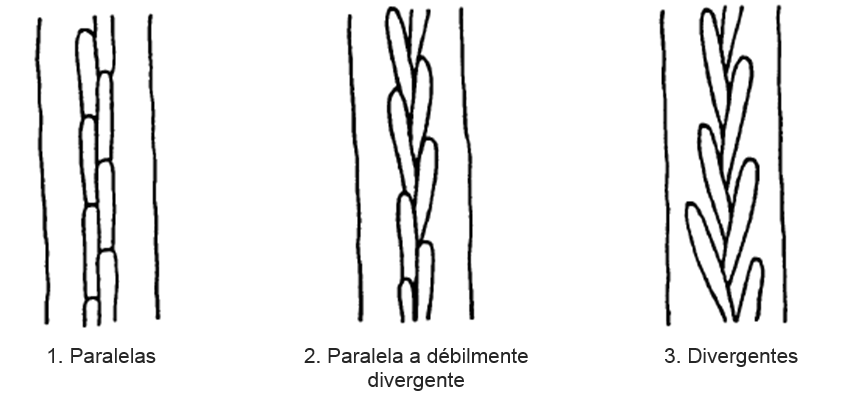 1. Paralelas
2. Paralela a débilmente
divergente
3. Divergentes